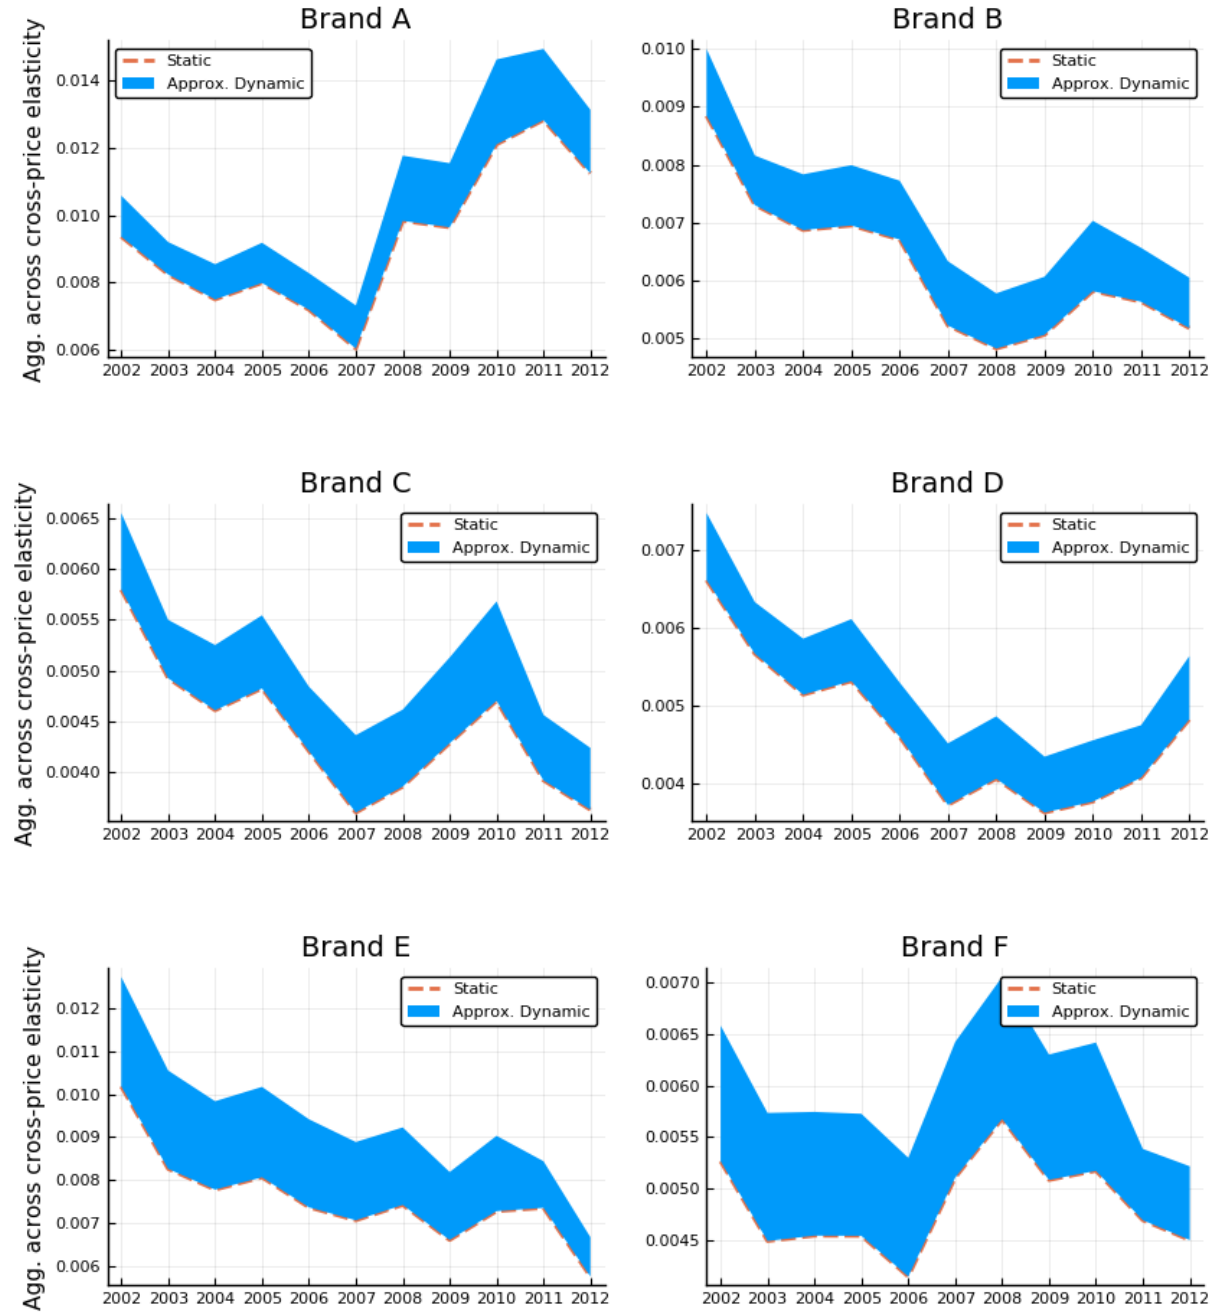 Brand A
Agg. across cross-price elasticity
Static
Approx. Dynamic
0.014
0.012
0.010
0.008
0.006
2002 2003 2004 2005 2006 2007 2008 2009 2010 2011 2012
Brand B
Static
Approx. Dynamic
0.010
0.009
0.008
0.007
0.006
0.005
2002 2003 2004 2005 2006 2007 2008 2009 2010 2011 2012
Brand C
Agg. across cross-price elasticity
Static
Approx. Dynamic
0.0065
0.0060
0.0055
0.0050
0.0045
0.0040
2002 2003 2004 2005 2006 2007 2008 2009 2010 2011 2012
Brand D
Static
Approx. Dynamic
0.007
0.006
0.005
0.004
2002 2003 2004 2005 2006 2007 2008 2009 2010 2011 2012
Brand E
Agg. across cross-price elasticity
Static
Approx. Dynamic
0.012
0.011
0.010
0.009
0.008
0.007
0.006
2002 2003 2004 2005 2006 2007 2008 2009 2010 2011 2012
Brand F
Static
Approx. Dynamic
0.0070
0.0065
0.0060
0.0055
0.0050
0.0045
2002 2003 2004 2005 2006 2007 2008 2009 2010 2011 2012